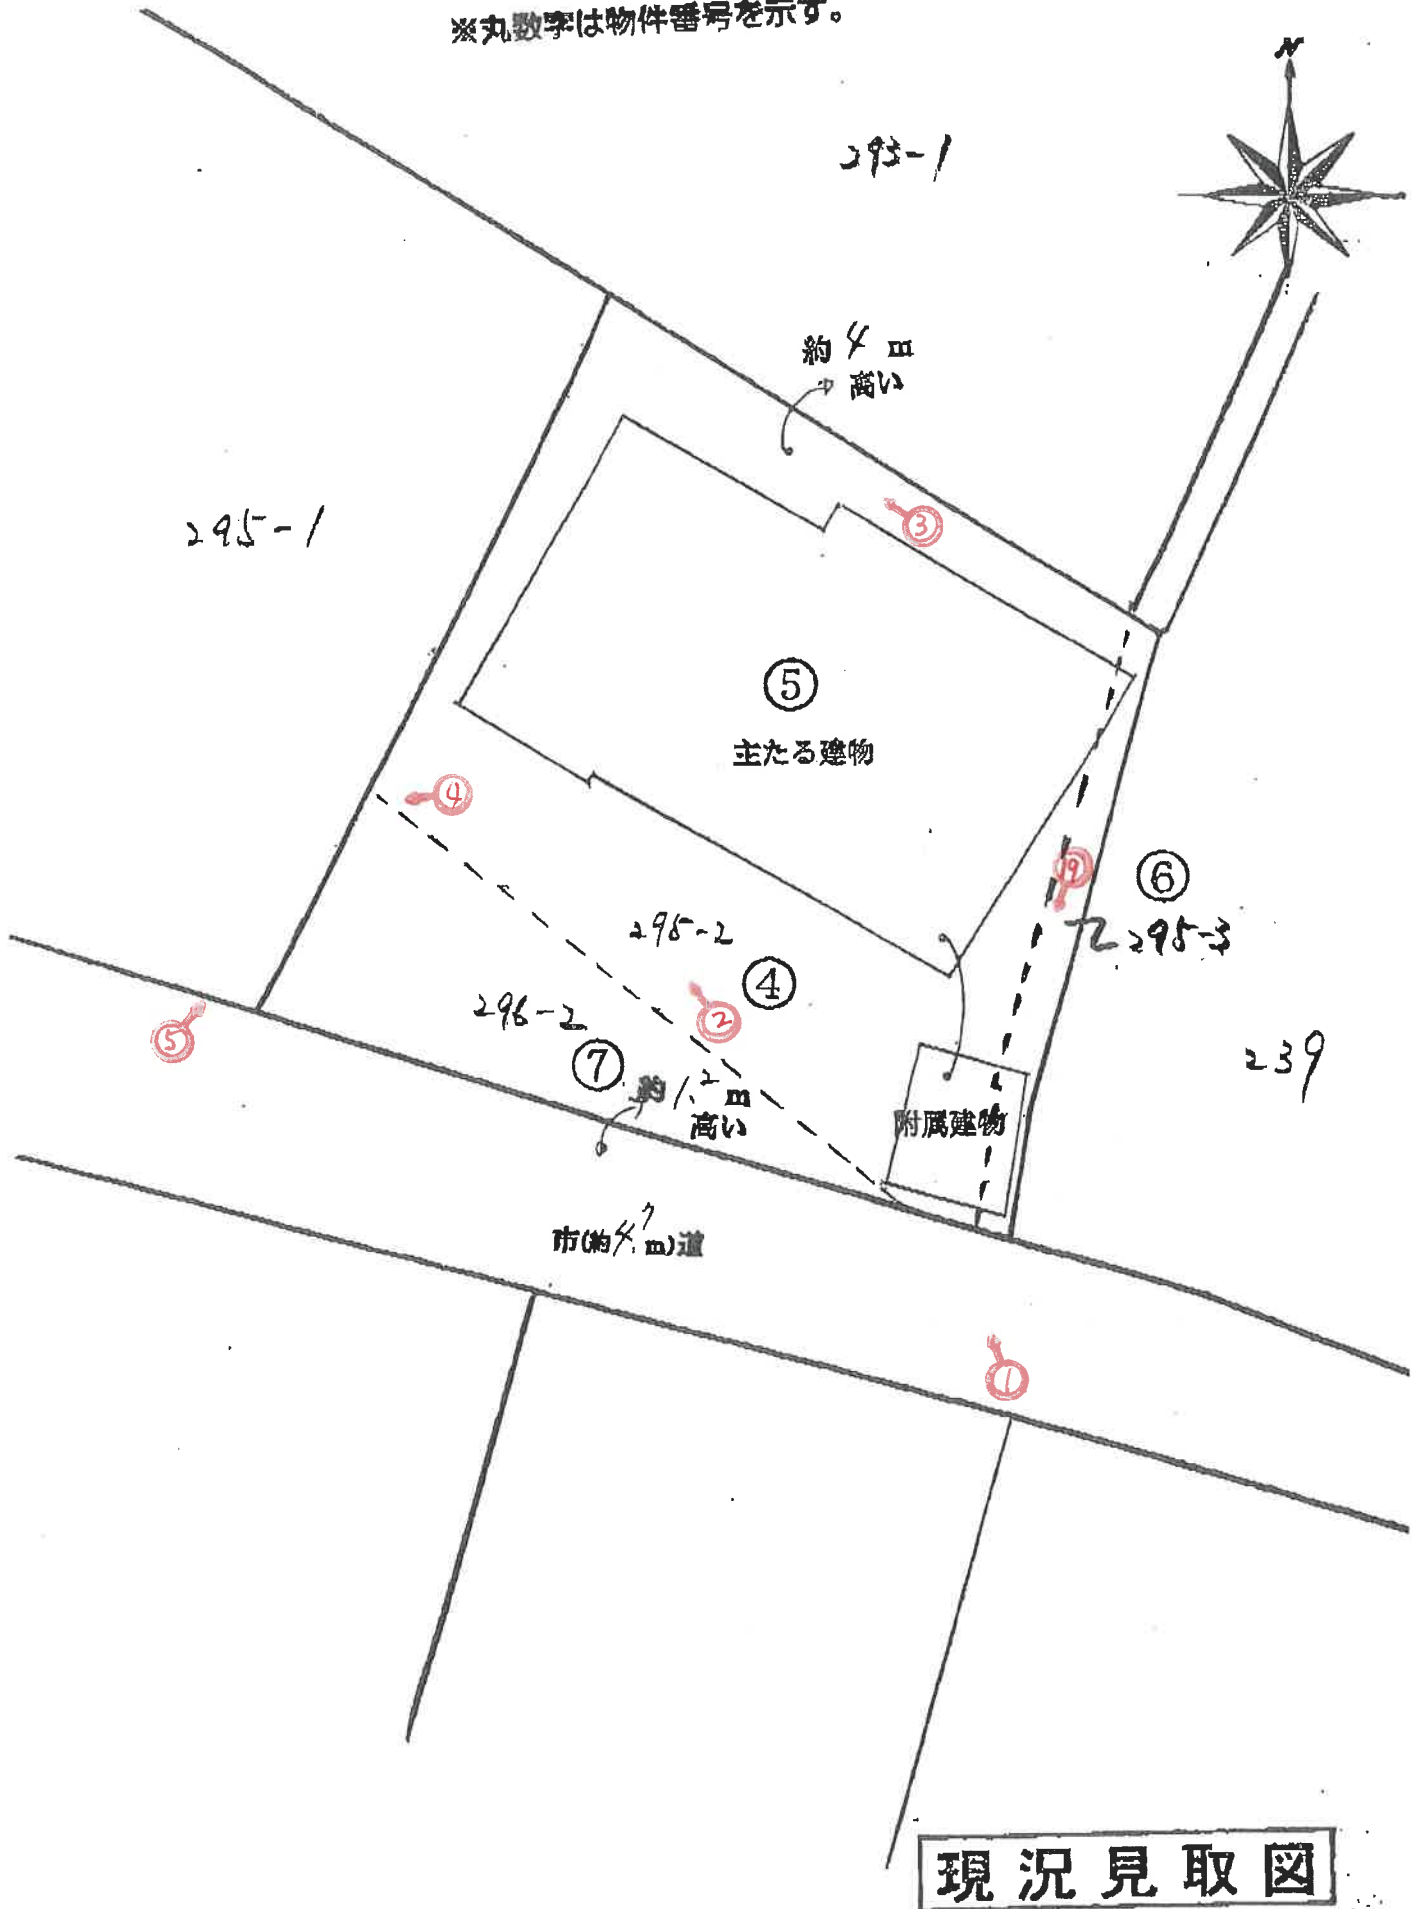 ※丸数字は物件番号を示す。
N
293-1
約4m
高い
295-1
③
⑤
主たる建物
④
⑲
⑥
295-3
295-2
④
②
296-2
⑦
⑤
239
約1.2m
高い
附属建物
市(約4.7m)道
①
現況見取図